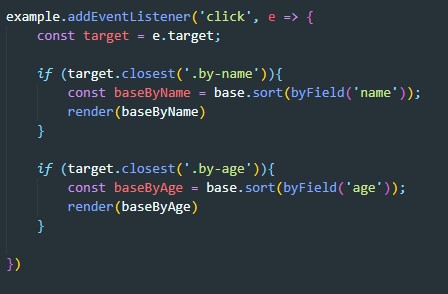 example.addEventListener('click', e => {
    const target = e.target;

    if (target.closest('.by-name')){
        const baseByName = base.sort(byField('name'));
        render(baseByName)
    }

    if (target.closest('.by-age')){
        const baseByAge = base.sort(byField('age'));
        render(baseByAge)
    }

})